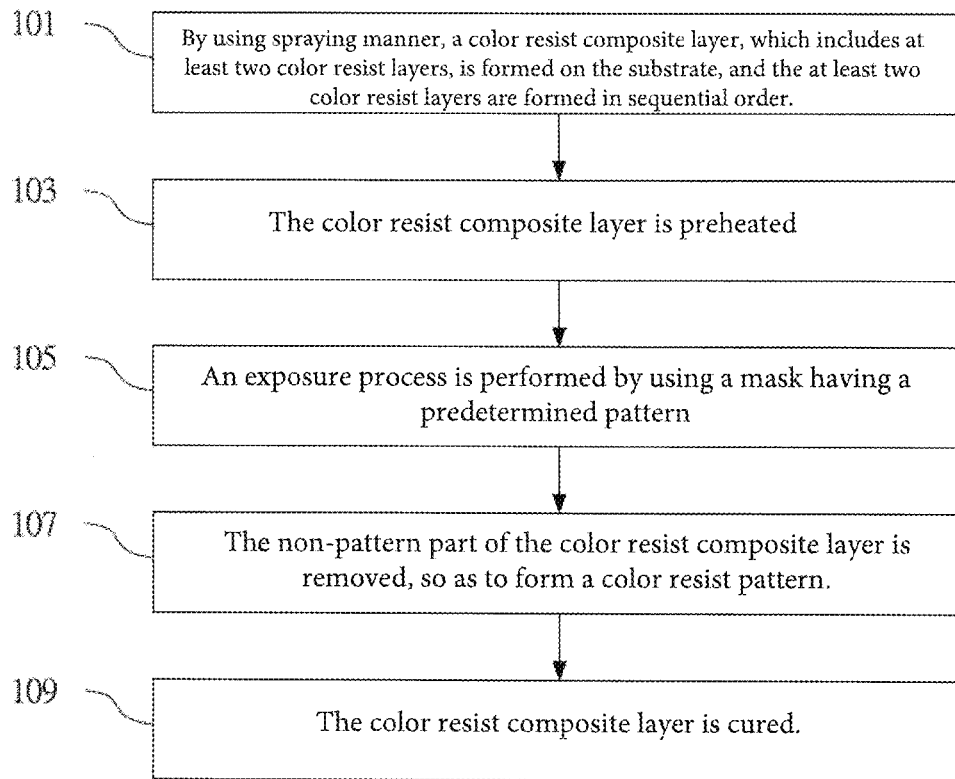 101
By using spraying manner, a color resist composite layer, which includes at
least two color resist layers, is formed on the substrate, and the at least two
color resist layers are formed in sequential order.
103
The color resist composite layer is preheated
105
An exposure process is performed by using a mask having a
predetermined pattern
107
The non-pattern part of the color resist composite layer is
removed, so as to form a color resist pattern.
109
The color resist composite layer is cured.